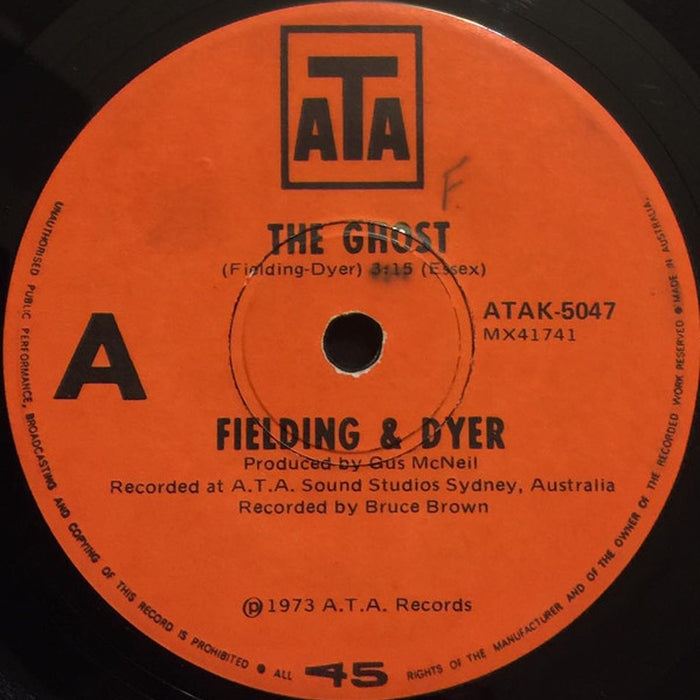 ATA
F.
THE GHOST
(Fielding-Dyer) 3:15 (Essex)
ATAK-5047
MX41741
A
FIELDING & DYER
Produced by Gus McNeil
Recorded at A.T.A. Sound Studios Sydney, Australia
Recorded by Bruce Brown
℗ 1973 A.T.A. Records
45
UNAUTHORISED PUBLIC PERFORMANCE, BROADCASTING AND COPYING OF THIS RECORD IS PROHIBITED ● ALL RIGHTS OF THE MANUFACTURER AND OF THE OWNER OF THE RECORDED WORK RESERVED ● MADE IN AUSTRALIA.